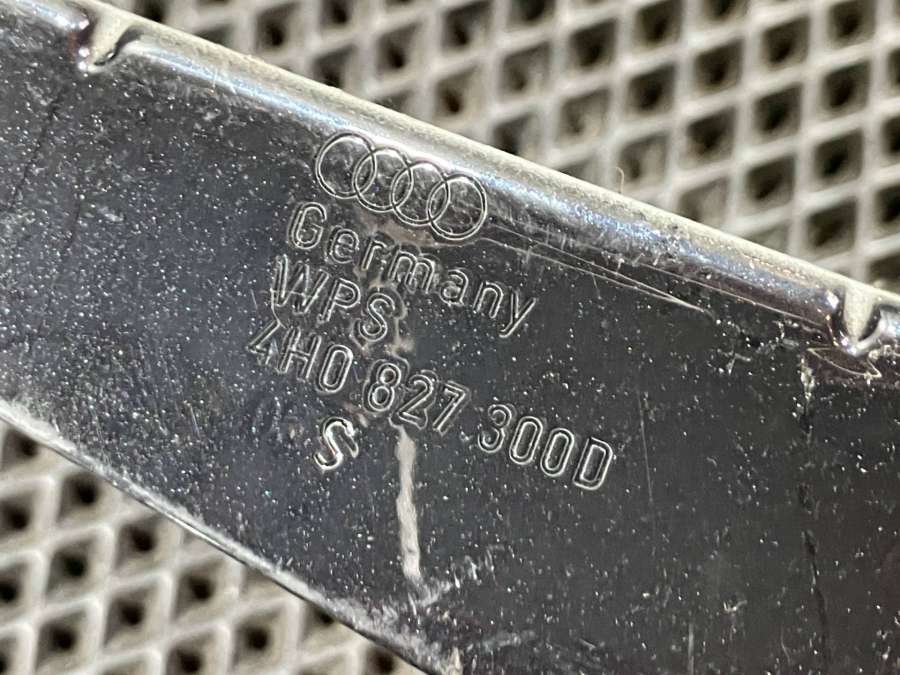 Germany
WPS
4H0 827.300D
S